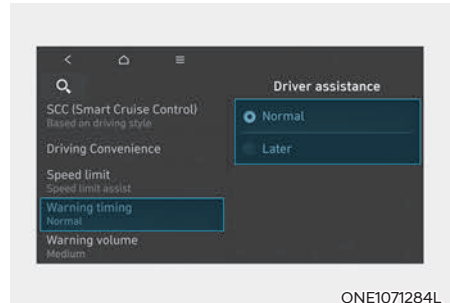 Driver assistance
SCC (Smart Cruise Control)
Based on driving style
Driving Convenience
Speed limit
Speed limit assist
Warning timing
Normal
Warning volume
Medium
Normal
Later
ONE1071284L